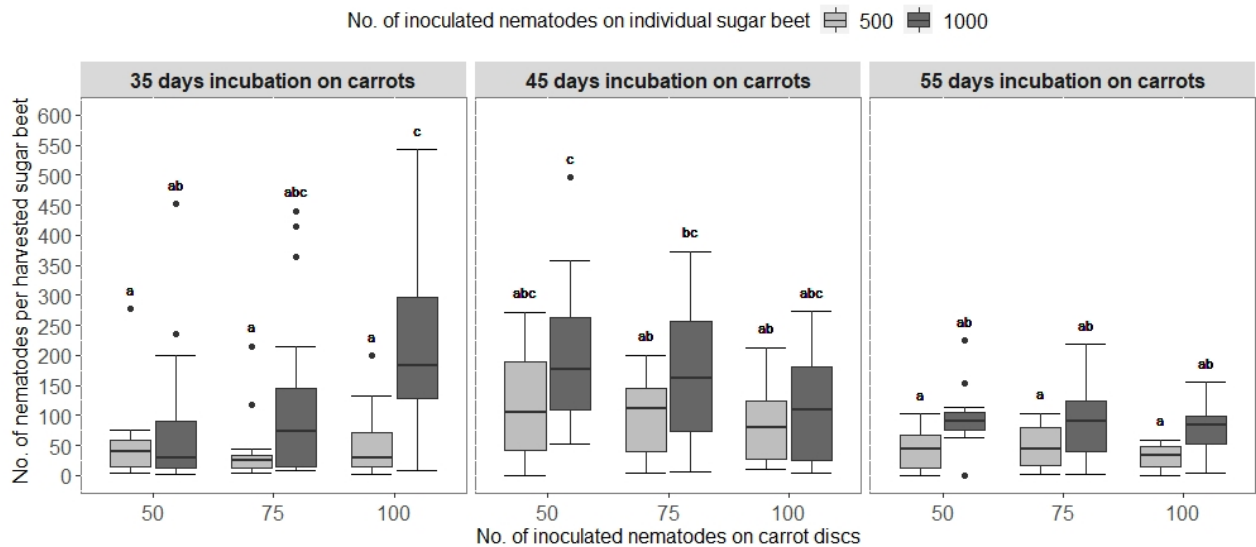 No. of inoculated nematodes on individual sugar beet 500 1000
35 days incubation on carrots 45 days incubation on carrots 55 days incubation on carrots
No. of nematodes per harvested sugar beet
600
550
500
450
400
350
300
250
200
150
100
50
0
a ab a abc a c
abc c ab bc ab abc
a ab a ab a ab
50 75 100 50 75 100 50 75 100
No. of inoculated nematodes on carrot discs